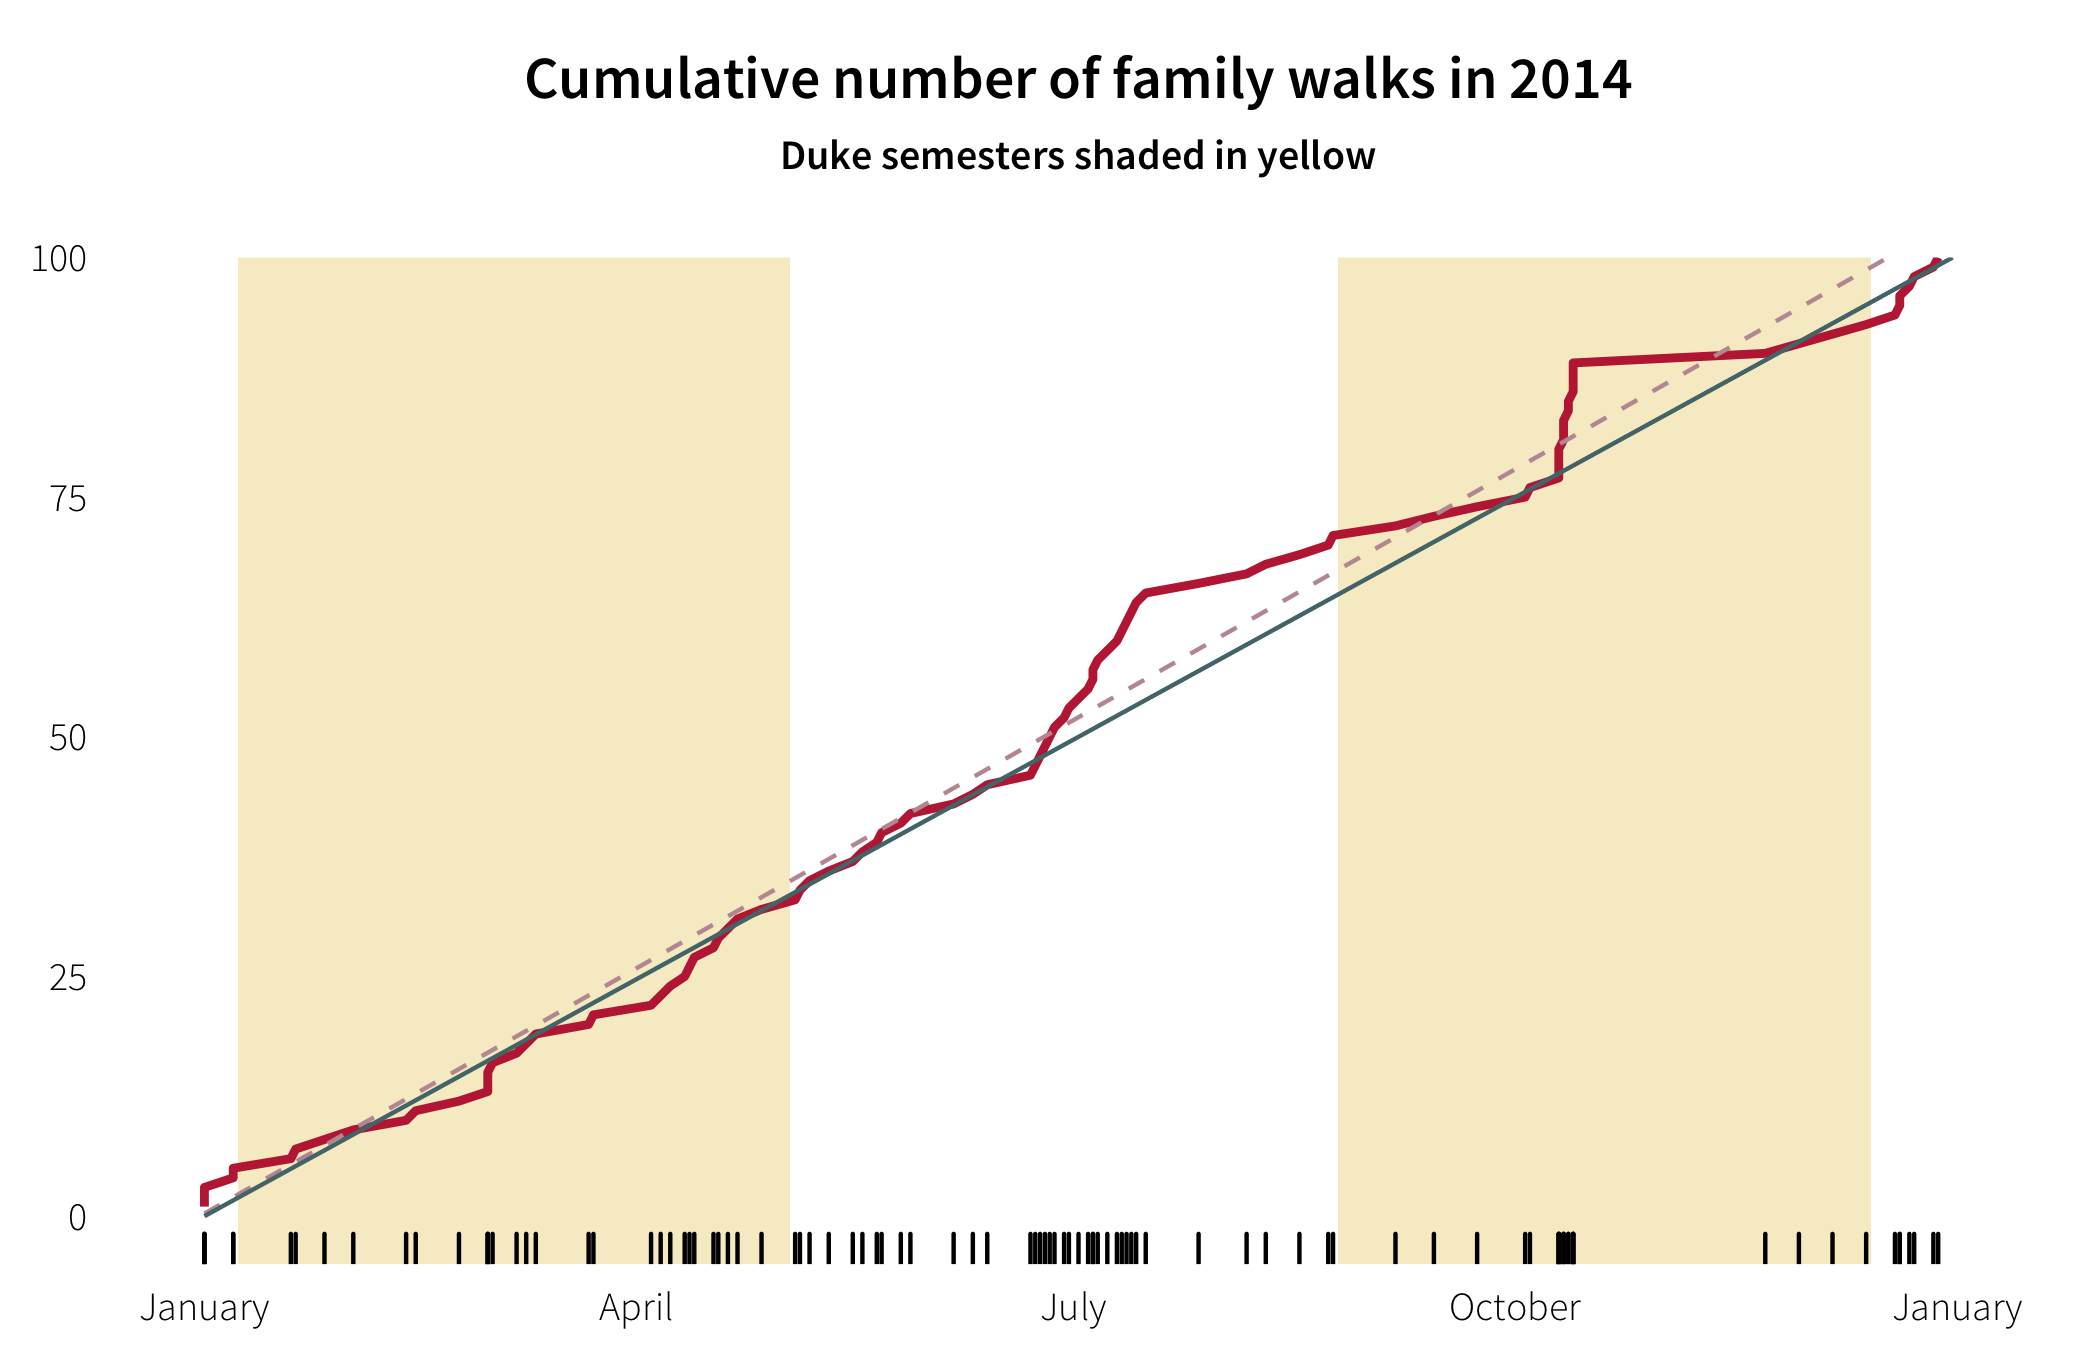 Cumulative number of family walks in 2014
Duke semesters shaded in yellow
100
75
50
25
0
January April July October January